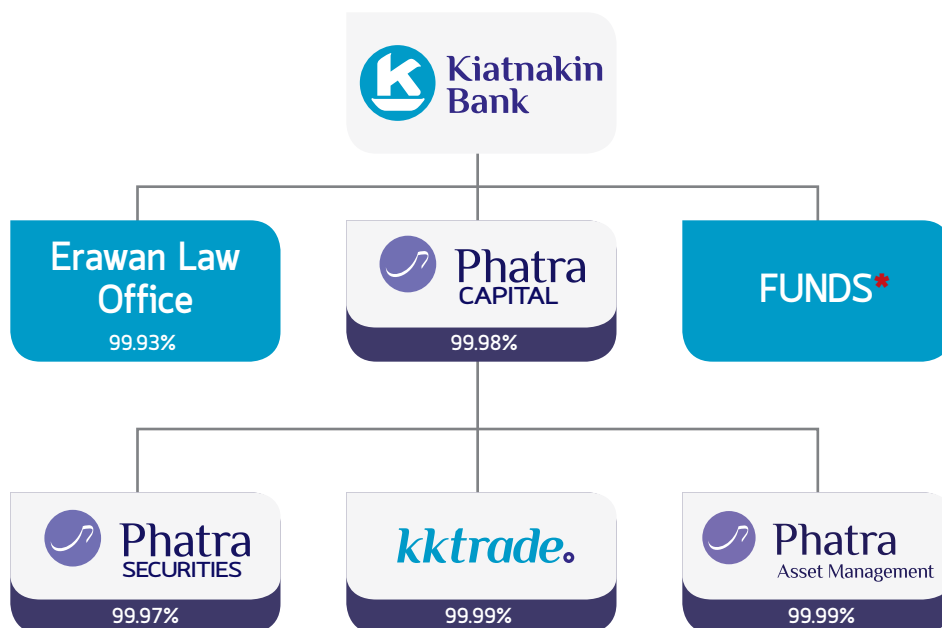 Kiatnakin
Bank
Erawan Law
Office
99.93%
Phatra
CAPITAL
99.98%
FUNDS*
Phatra
SECURITIES
99.97%
kktrade.
99.99%
Phatra
Asset Management
99.99%